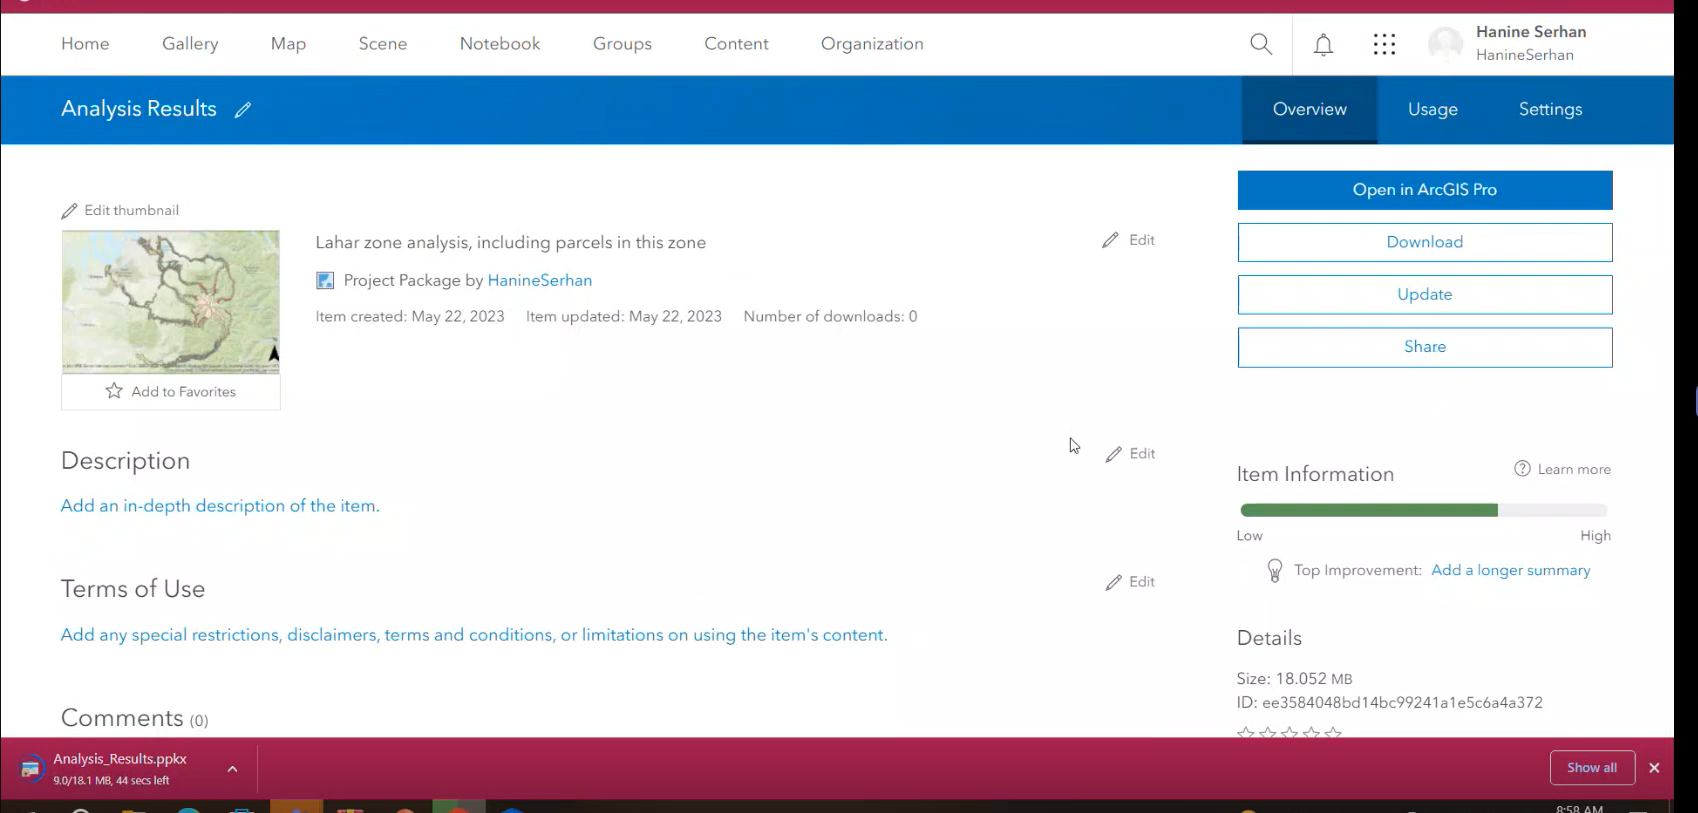 Home Gallery Map Scene Notebook Groups Content Organization
Hanine Serhan
HanineSerhan
Analysis Results
Overview Usage Settings
Edit thumbnail
Add to Favorites
Lahar zone analysis, including parcels in this zone
Edit
Project Package by HanineSerhan
Item created: May 22, 2023 Item updated: May 22, 2023 Number of downloads: 0
Open in ArcGIS Pro
Download
Update
Share
Description
Edit
Add an in-depth description of the item.
Terms of Use
Edit
Add any special restrictions, disclaimers, terms and conditions, or limitations on using the item's content.
Comments (0)
Item Information
Learn more
Low High
Top Improvement: Add a longer summary
Details
Size: 18.052 MB
ID: ee3584048bd14bc99241a1e5c6a4a372
Analysis_Results.ppkx
9.0/18.1 MB, 44 secs left
Show all
8:58 AM